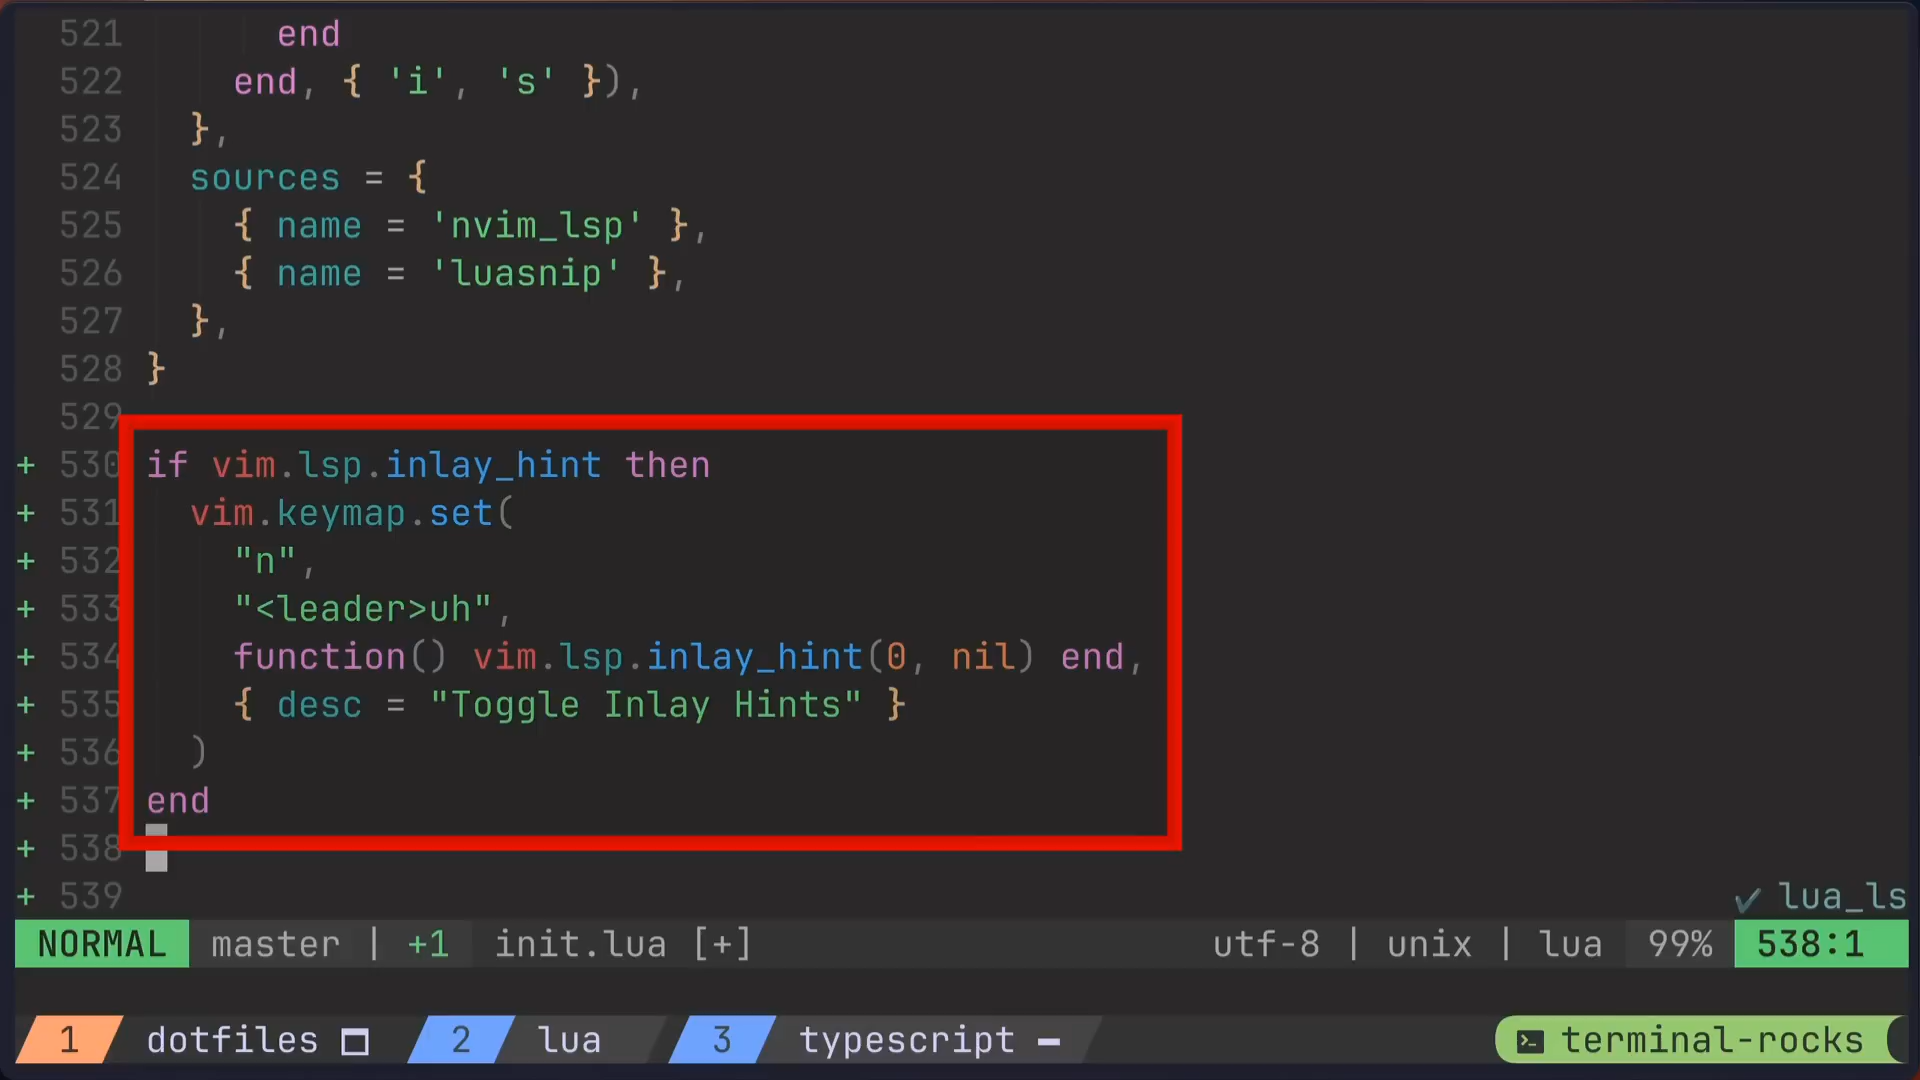 521 end
522 end, { 'i', 's' }),
523 },
524 sources = {
525 { name = 'nvim_lsp' },
526 { name = 'luasnip' },
527 },
528 }
529
+ 530 if vim.lsp.inlay_hint then
+ 531 vim.keymap.set(
+ 532 "n",
+ 533 "<leader>uh",
+ 534 function() vim.lsp.inlay_hint(0, nil) end,
+ 535 { desc = "Toggle Inlay Hints" }
+ 536 )
+ 537 end
+ 538
+ 539 ✓ lua_ls
NORMAL master | +1 init.lua [+] utf-8 | unix | lua 99% 538:1
1 dotfiles 2 lua 3 typescript - terminal-rocks